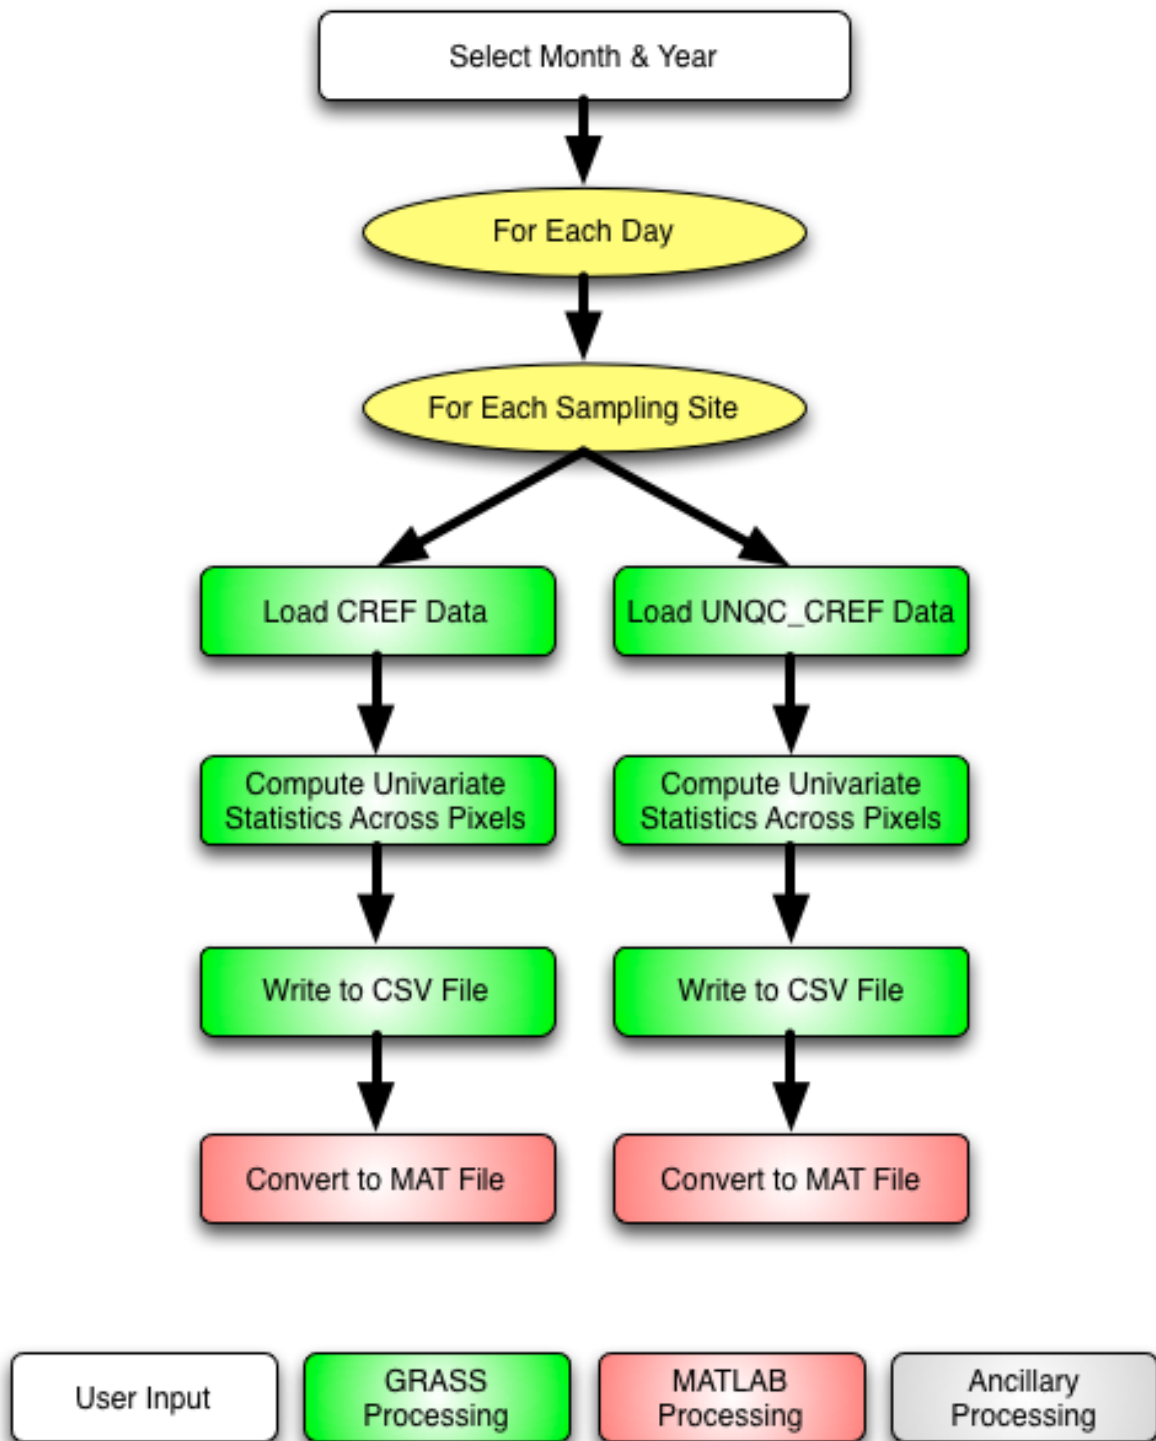 Select Month & Year
For Each Day
For Each Sampling Site
Load CREF Data
Load UNQC_CREF Data
Compute Univariate
Statistics Across Pixels
Compute Univariate
Statistics Across Pixels
Write to CSV File
Write to CSV File
Convert to MAT File
Convert to MAT File
User Input
GRASS
Processing
MATLAB
Processing
Ancillary
Processing